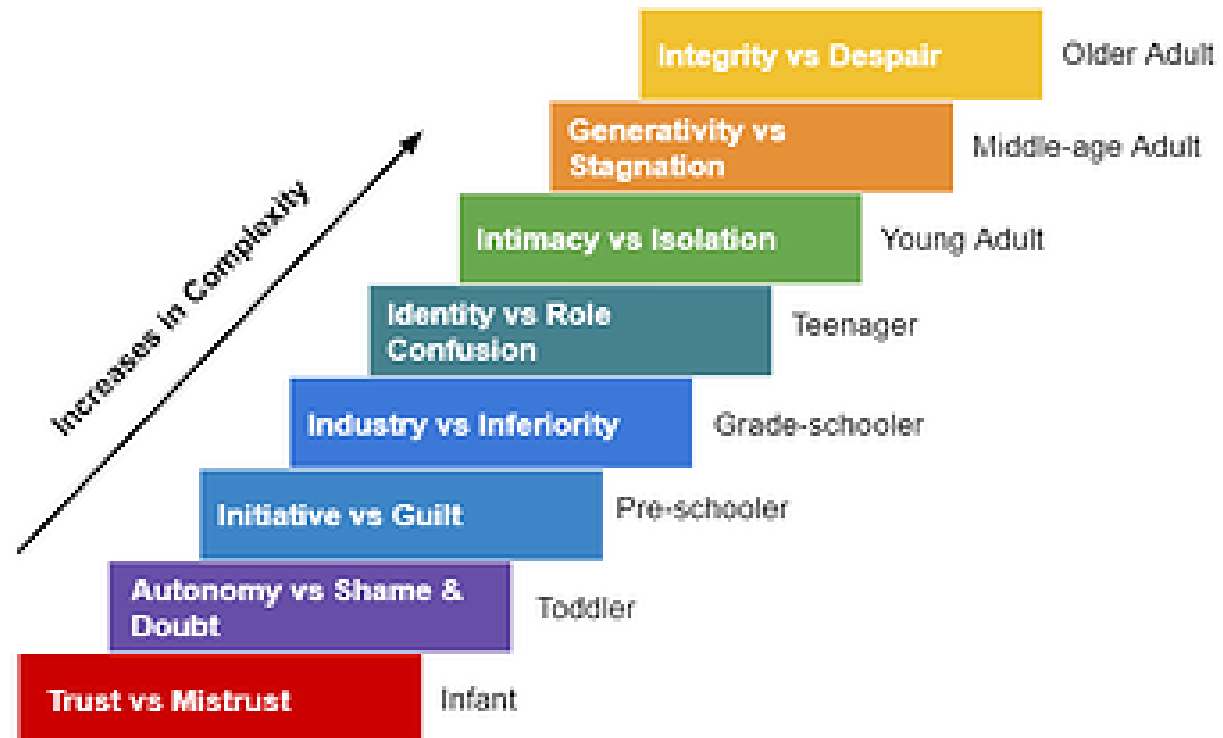 Integrity vs Despair
Older Adult
Generativity vs
Stagnation
Middle-age Adult
Intimacy vs Isolation
Young Adult
Identity vs Role
Confusion
Teenager
Industry vs Inferiority
Grade-schooler
Initiative vs Guilt
Pre-schooler
Autonomy vs Shame &
Doubt
Toddler
Trust vs Mistrust
Infant
Increases in Complexity